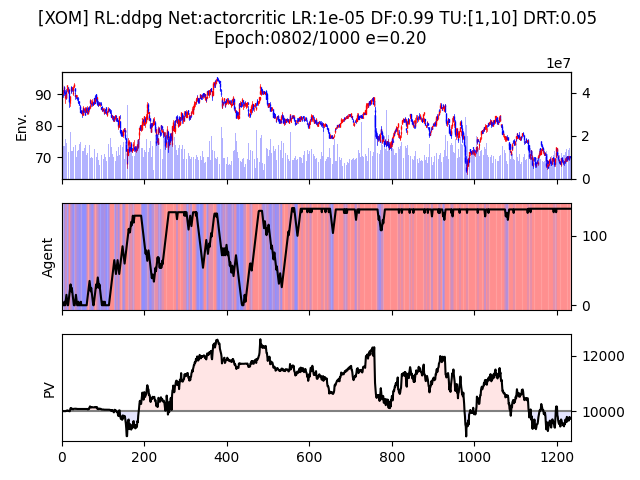 [XOM] RL:ddpg Net:actorcritic LR:1e-05 DF:0.99 TU:[1,10] DRT:0.05
Epoch:0802/1000 e=0.20
1e7
Env.
90
80
70
4
2
0
Agent
100
0
PV
12000
10000
0
200
400
600
800
1000
1200